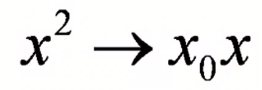 x² → x₀x